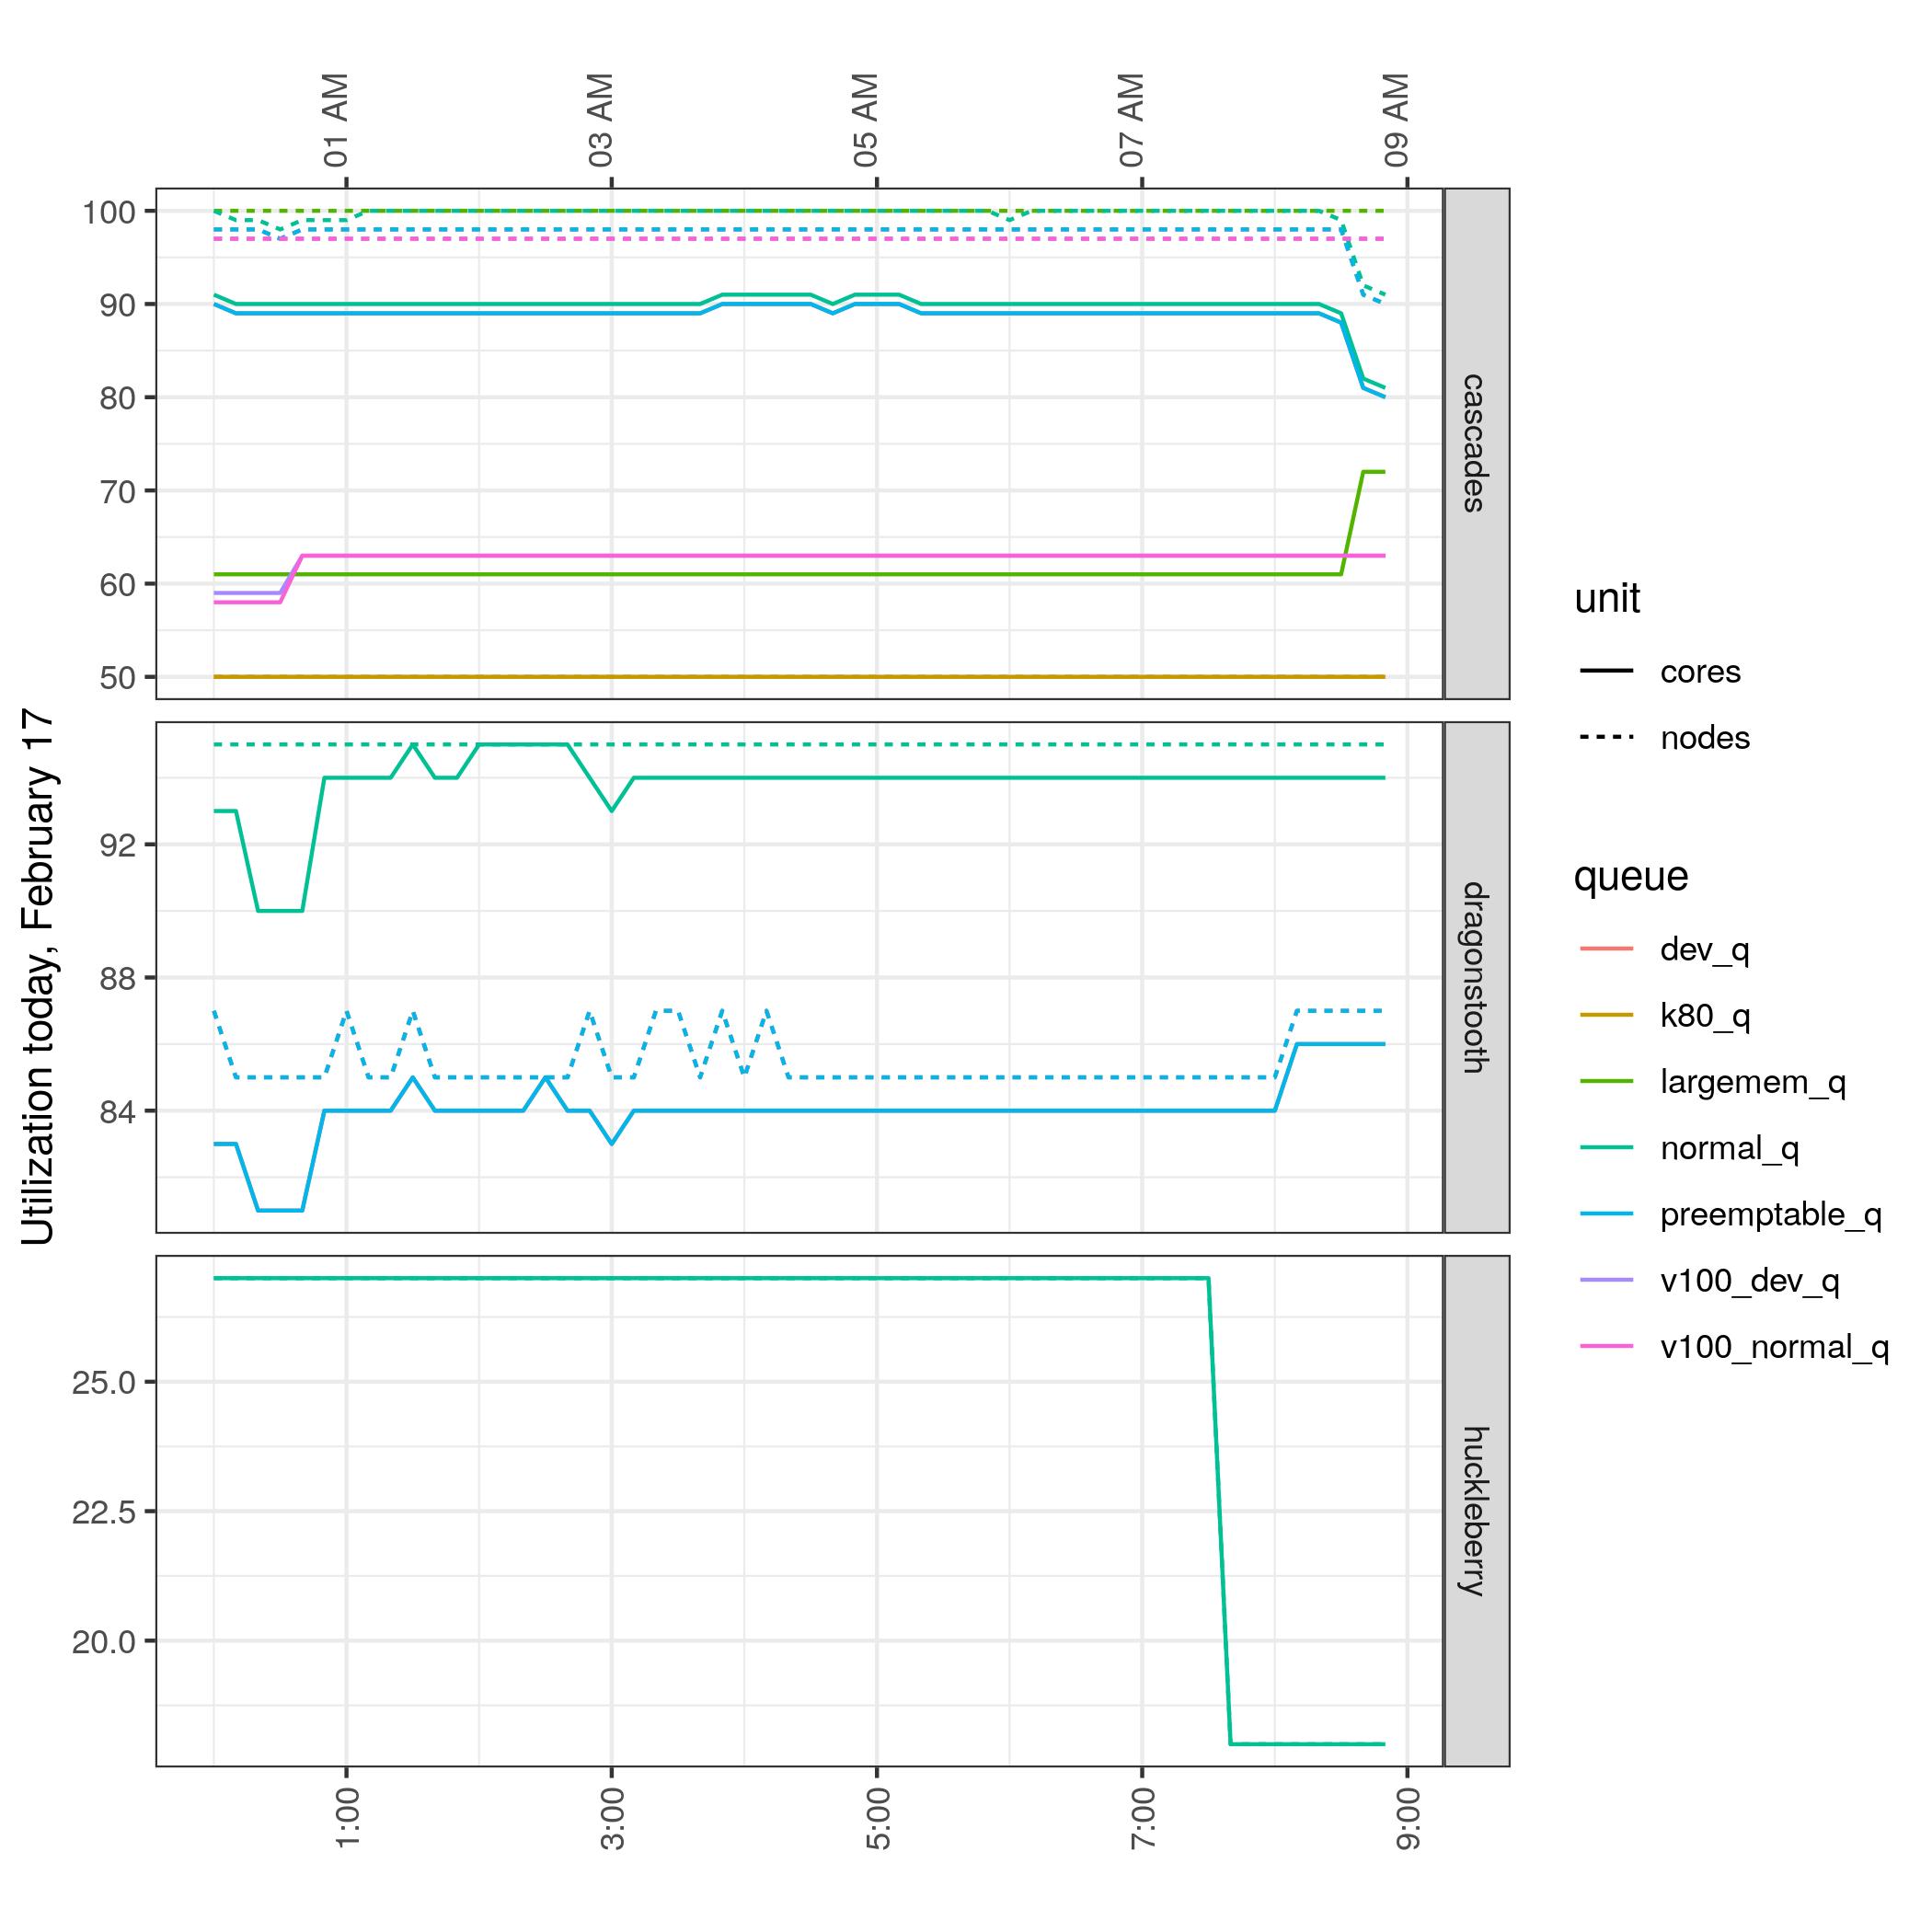 01 AM
03 AM
05 AM
07 AM
09 AM
Utilization today, February 17
100
90
80
70
60
50
cascades
92
88
84
dragonstooth
25.0
22.5
20.0
huckleberry
1:00
3:00
5:00
7:00
9:00
unit
cores
nodes
queue
dev_q
k80_q
largemem_q
normal_q
preemptable_q
v100_dev_q
v100_normal_q